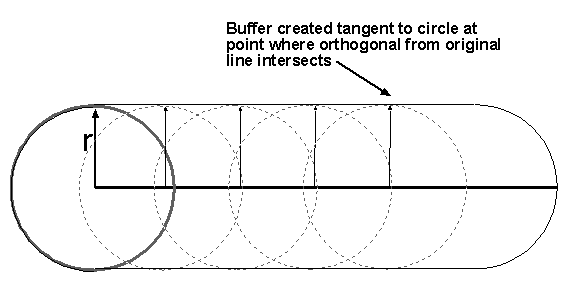 Buffer created tangent to circle at
point where orthogonal from original
line intersects
r